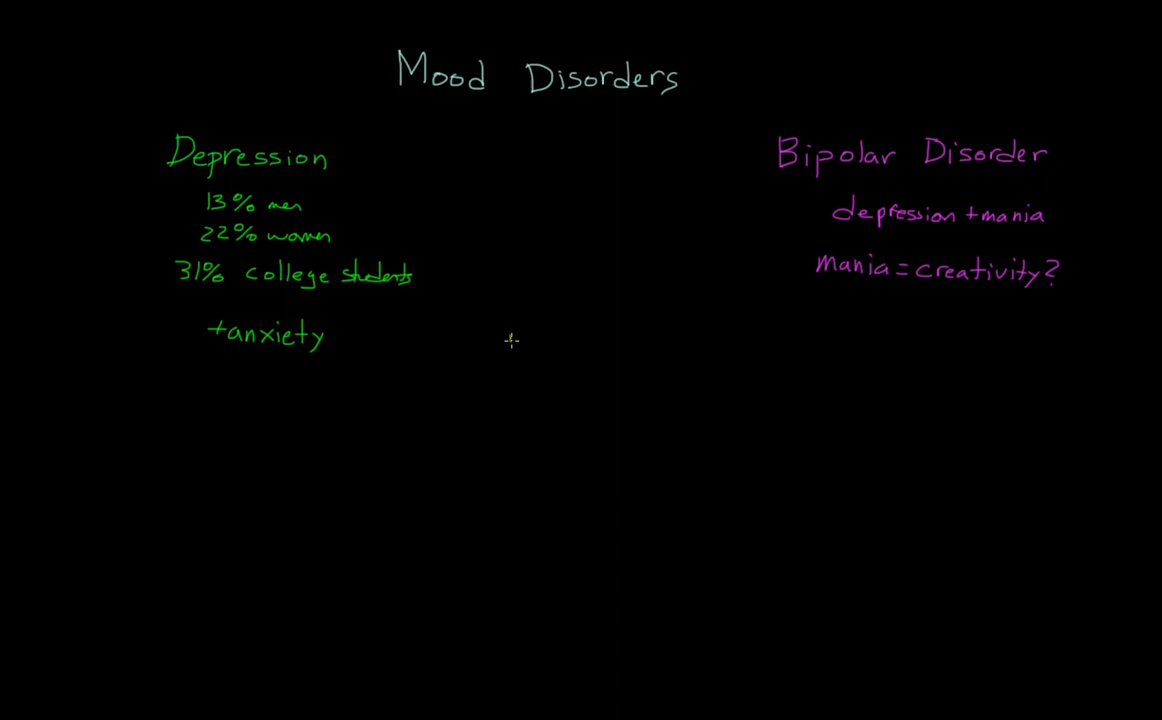 Mood Disorders
Depression
13% men
22% women
31% college students
+anxiety
Bipolar Disorder
depression +mania
mania = creativity?